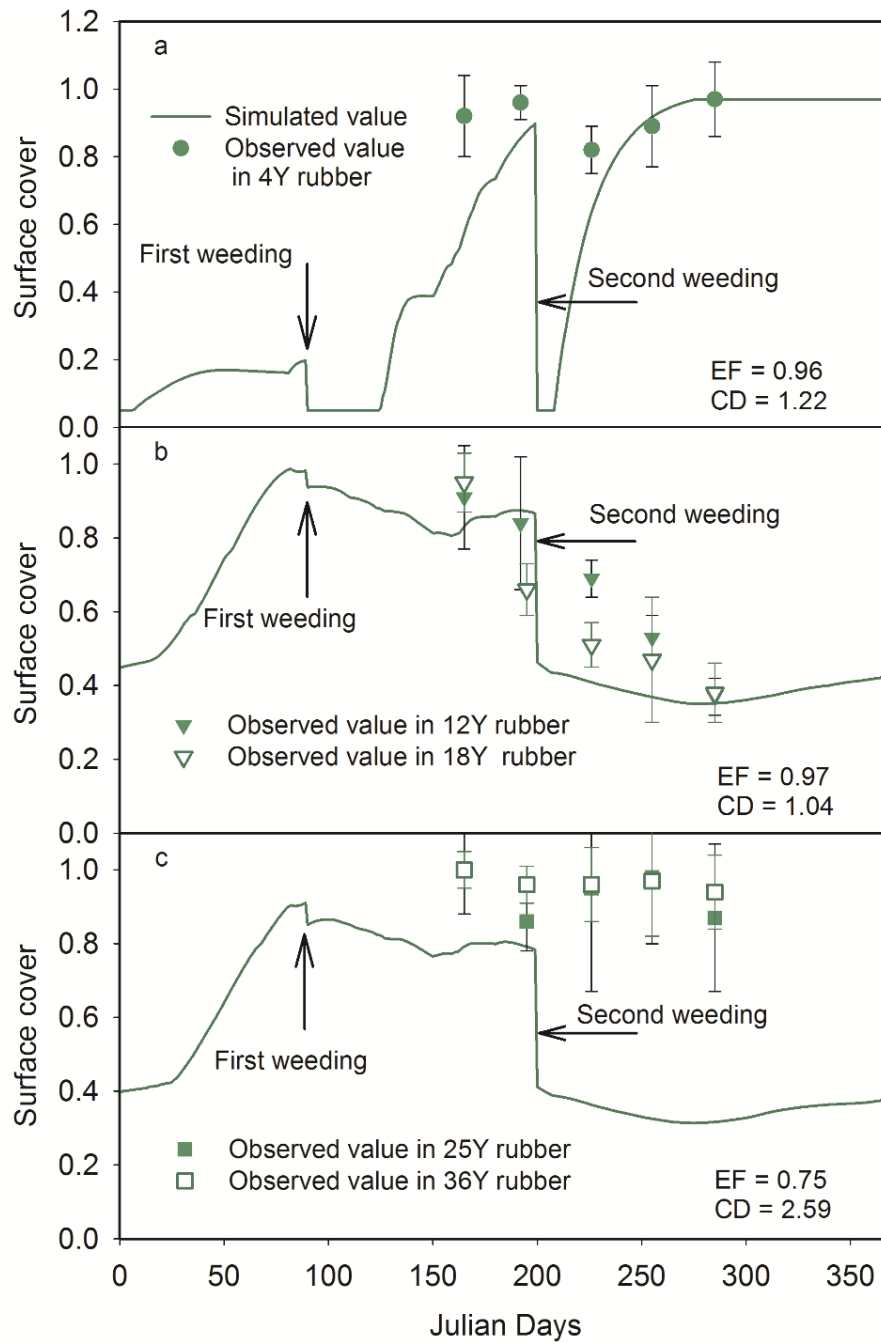 a
1.2
1.0
0.8
0.6
0.4
0.2
0.0
Surface cover
Simulated value
Observed value
in 4Y rubber
First weeding
Second weeding
EF = 0.96
CD = 1.22
b
1.0
0.8
0.6
0.4
0.2
0.0
Surface cover
Second weeding
First weeding
Observed value in 12Y rubber
Observed value in 18Y rubber
EF = 0.97
CD = 1.04
c
1.0
0.8
0.6
0.4
0.2
0.0
Surface cover
Second weeding
First weeding
Observed value in 25Y rubber
Observed value in 36Y rubber
EF = 0.75
CD = 2.59
0 50 100 150 200 250 300 350
Julian Days